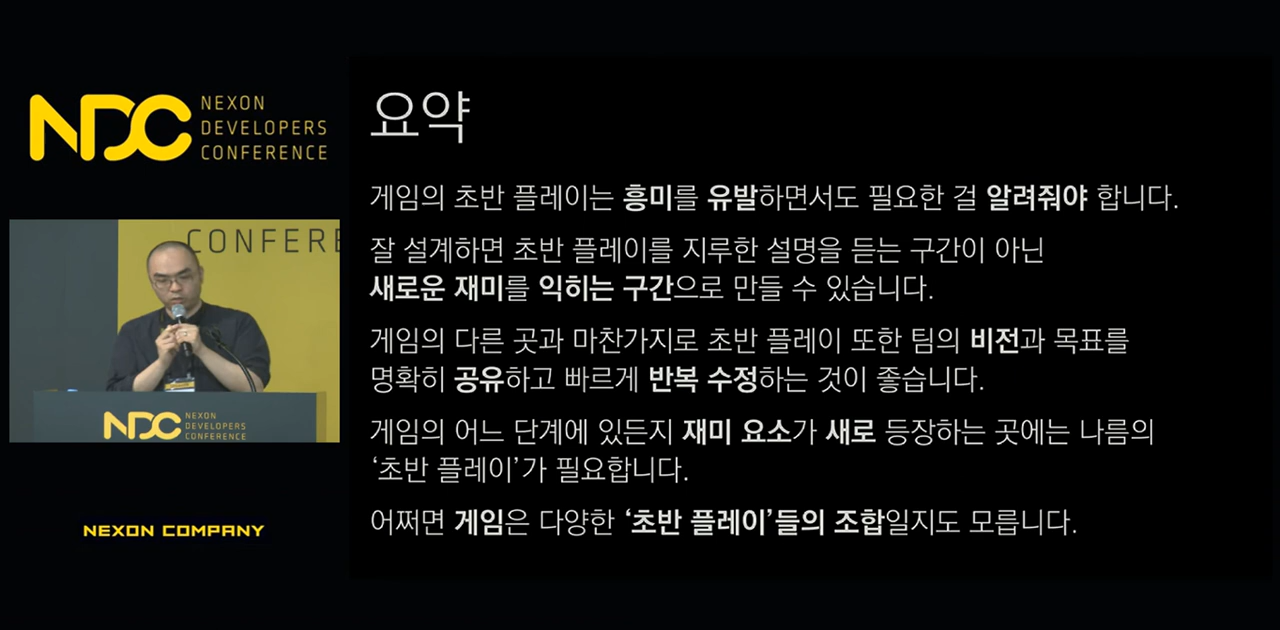 NDC NEXON
DEVELOPERS
CONFERENCE
요약
게임의 초반 플레이는 흥미를 유발하면서도 필요한 걸 알려줘야 합니다.
잘 설계하면 초반 플레이를 지루한 설명을 듣는 구간이 아닌
새로운 재미를 익히는 구간으로 만들 수 있습니다.
게임의 다른 곳과 마찬가지로 초반 플레이 또한 팀의 비전과 목표를
명확히 공유하고 빠르게 반복 수정하는 것이 좋습니다.
게임의 어느 단계에 있든지 재미 요소가 새로 등장하는 곳에는 나름의
‘초반 플레이’가 필요합니다.
어쩌면 게임은 다양한 ‘초반 플레이’들의 조합일지도 모릅니다.
CONFERE
NDC NEXON
DEVELOPERS
CONFERENCE
NEXON COMPANY